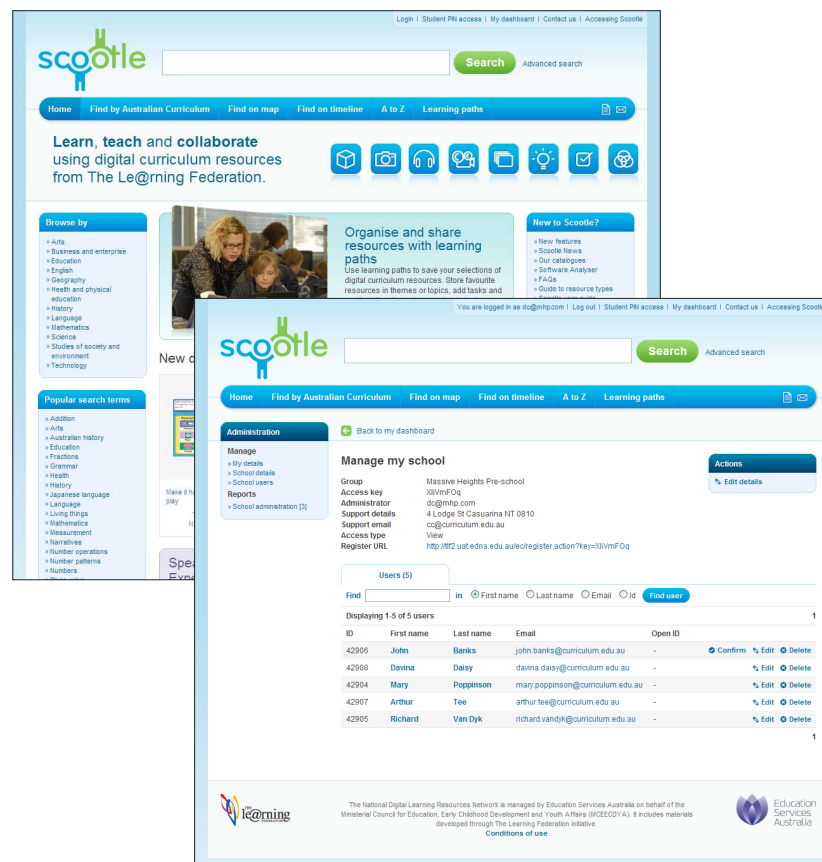 Login | Student PIN access | My dashboard | Contact us | Accessing Scootle
scootle
Search
Advanced search
Home Find by Australian Curriculum Find on map Find on timeline A to Z Learning paths
Learn, teach and collaborate
using digital curriculum resources
from The Le@rning Federation.
Browse by
» Arts
» Business and enterprise
» Education
» English
» Geography
» Health and physical
education
» History
» Language
» Mathematics
» Science
» Studies of society and
environment
» Technology
Popular search terms
» Addition
» Arts
» Australian history
» Education
» Fractions
» Grammar
» Health
» History
» Japanese language
» Language
» Living things
» Mathematics
» Measurement
» Narratives
» Number operations
» Number patterns
» Numbers
Organise and share
resources with learning
paths
Use learning paths to save your selections of
digital curriculum resources. Store favourite
resources in themes or topics, add tasks and
New to Scootle?
» New features
» Scootle News
» Our catalogues
» Software Analyser
» FAQs
» Guide to resource types
New
Make it
play
You are logged in as dc@mhp.com | Log out | Student PIN access | My dashboard | Contact us | Accessing Scootle
scootle
Search
Advanced search
Home Find by Australian Curriculum Find on map Find on timeline A to Z Learning paths
Administration
Manage
» My details
» School details
» School users
Reports
» School administration [3]
Back to my dashboard
Manage my school
Group Massive Heights Pre-school
Access key XliVmFOq
Administrator dc@mhp.com
Support details 4 Lodge St Casuarina NT 0810
Support email cc@curriculum.edu.au
Access type View
Register URL http://tlf2.uat.edna.edu.au/ec/register.action?key=XliVmFOq
Actions
Edit details
Users (5)
Find in First name Last name Email Id Find user
Displaying 1-5 of 5 users 1
ID First name Last name Email Open ID
42906 John Banks john.banks@curriculum.edu.au - Confirm Edit Delete
42908 Davina Daisy davina.daisy@curriculum.edu.au - Edit Delete
42904 Mary Poppinson mary.poppinson@curriculum.edu.au - Edit Delete
42907 Arthur Tee arthur.tee@curriculum.edu.au - Edit Delete
42905 Richard Van Dyk richard.vandyk@curriculum.edu.au - Edit Delete
1
THE
le@rning
FEDERATION
The National Digital Learning Resources Network is managed by Education Services Australia on behalf of the
Ministerial Council for Education, Early Childhood Development and Youth Affairs (MCEECDYA). It includes materials
developed through The Learning Federation initiative.
Conditions of use
Education
Services
Australia